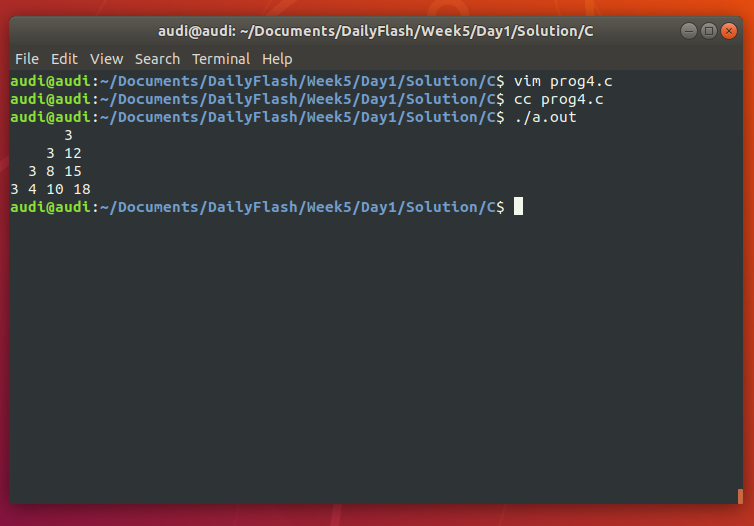 audi@audi: ~/Documents/DailyFlash/Week5/Day1/Solution/C
File Edit View Search Terminal Help
audi@audi:~/Documents/DailyFlash/Week5/Day1/Solution/C$ vim prog4.c
audi@audi:~/Documents/DailyFlash/Week5/Day1/Solution/C$ cc prog4.c
audi@audi:~/Documents/DailyFlash/Week5/Day1/Solution/C$ ./a.out
      3
    3 12
  3 8 15
3 4 10 18
audi@audi:~/Documents/DailyFlash/Week5/Day1/Solution/C$